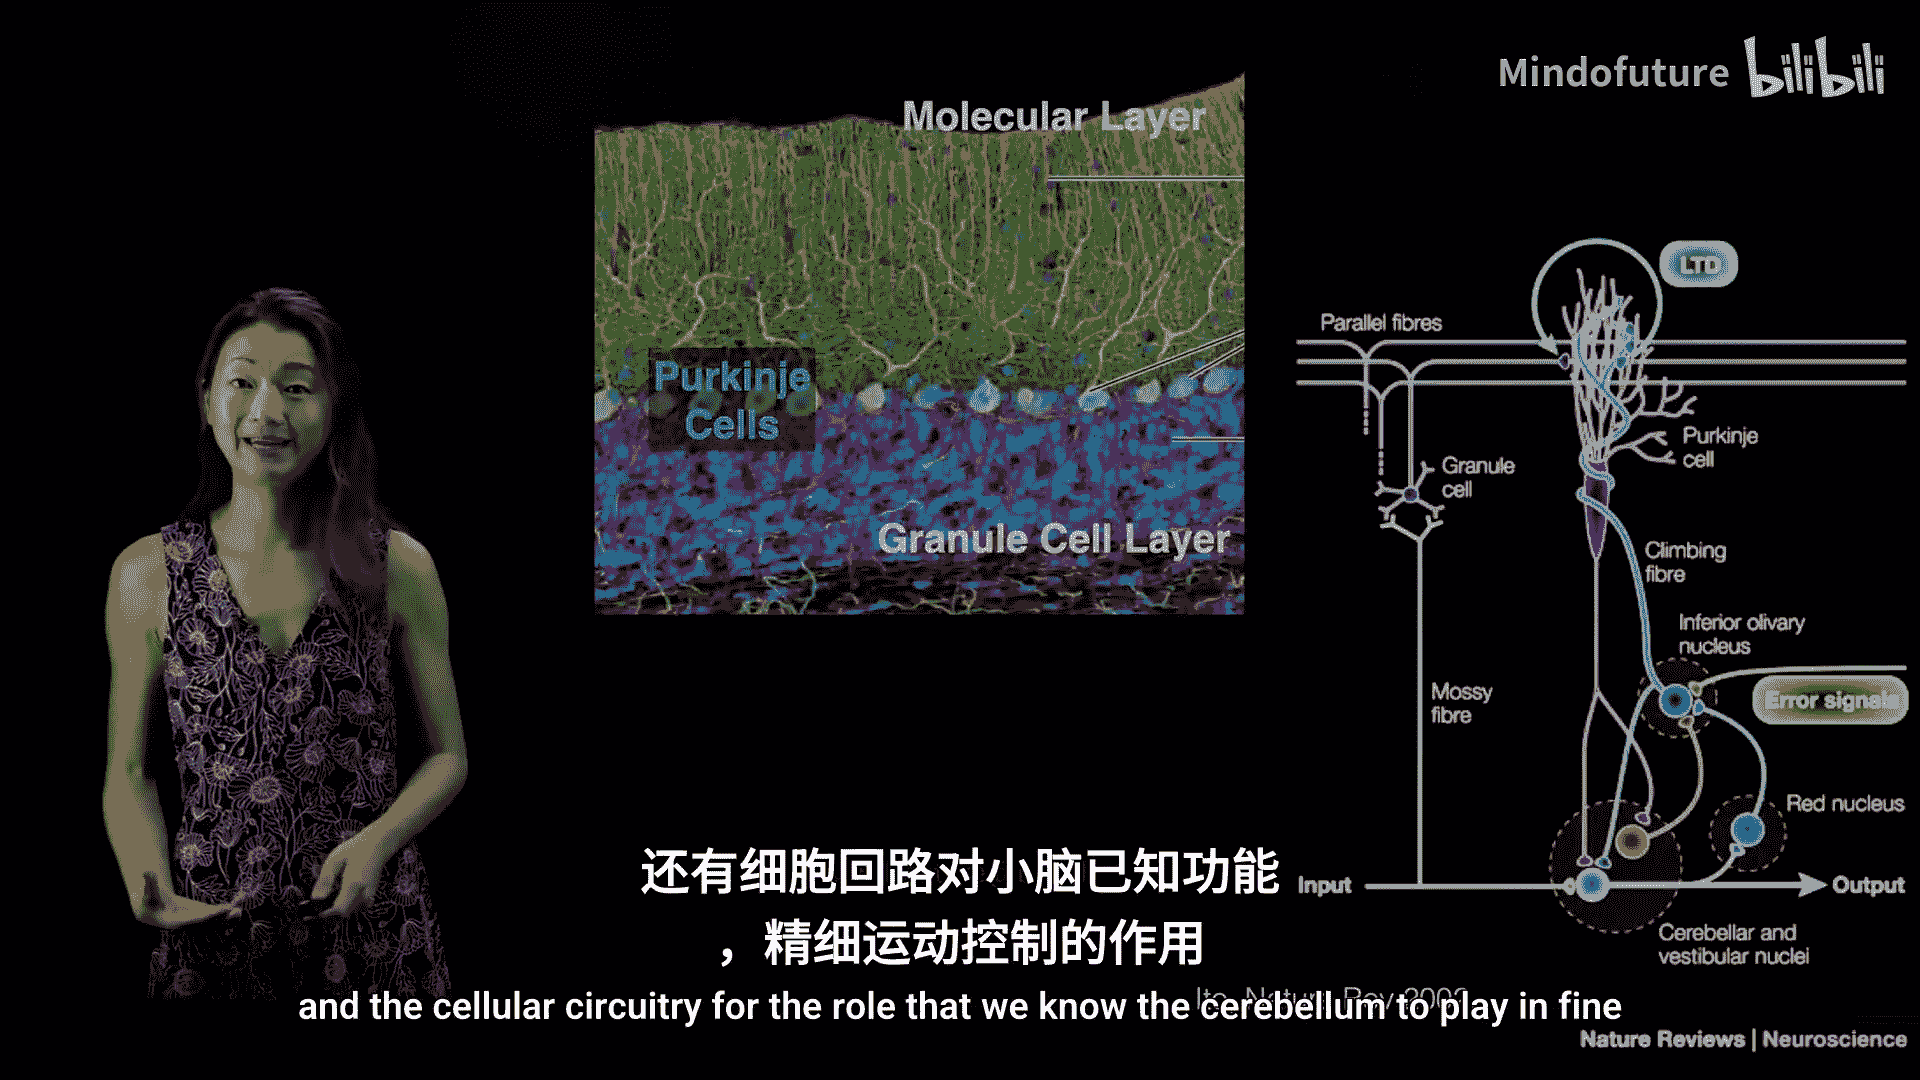 Mindofuture bilibili
Molecular Layer
Purkinje
Cells
Granule Cell Layer
LTD
Parallel fibres
Purkinje
cell
Granule
cell
Climbing
fibre
Inferior olivary
nucleus
Error signals
Mossy
fibre
Red nucleus
Input
Output
Cerebellar and
vestibular nuclei
还有细胞回路对小脑已知功能
，精细运动控制的作用
and the cellular circuitry for the role that we know the cerebellum to play in fine
Nature Reviews | Neuroscience